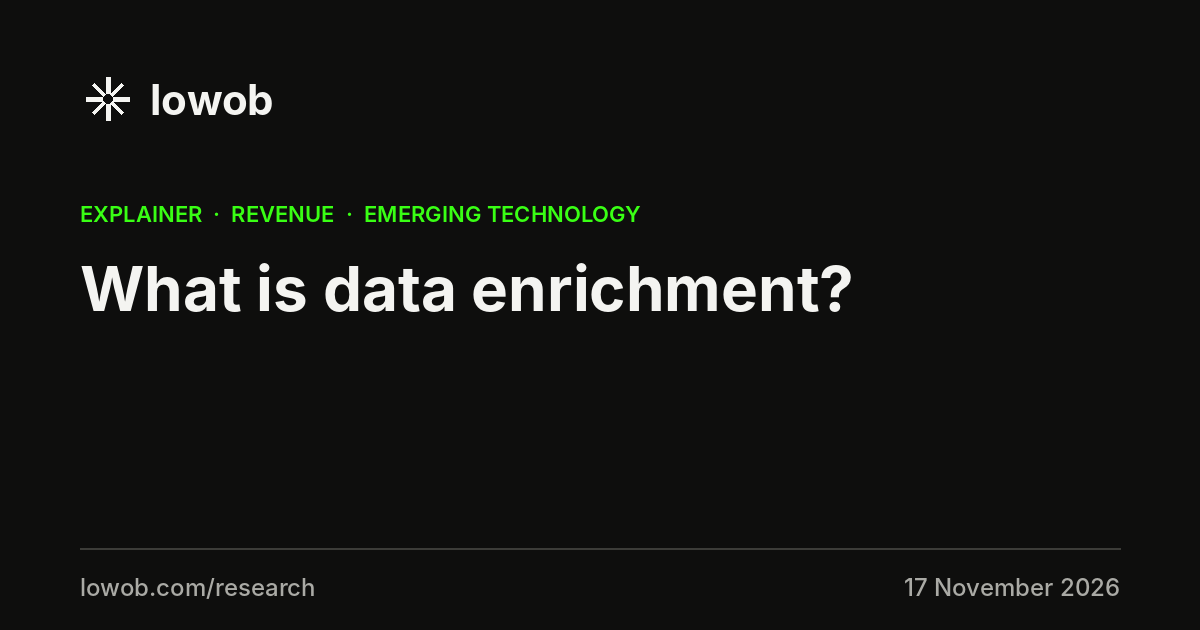 lowob
EXPLAINER · REVENUE · EMERGING TECHNOLOGY
What is data enrichment?
lowob.com/research
17 November 2026